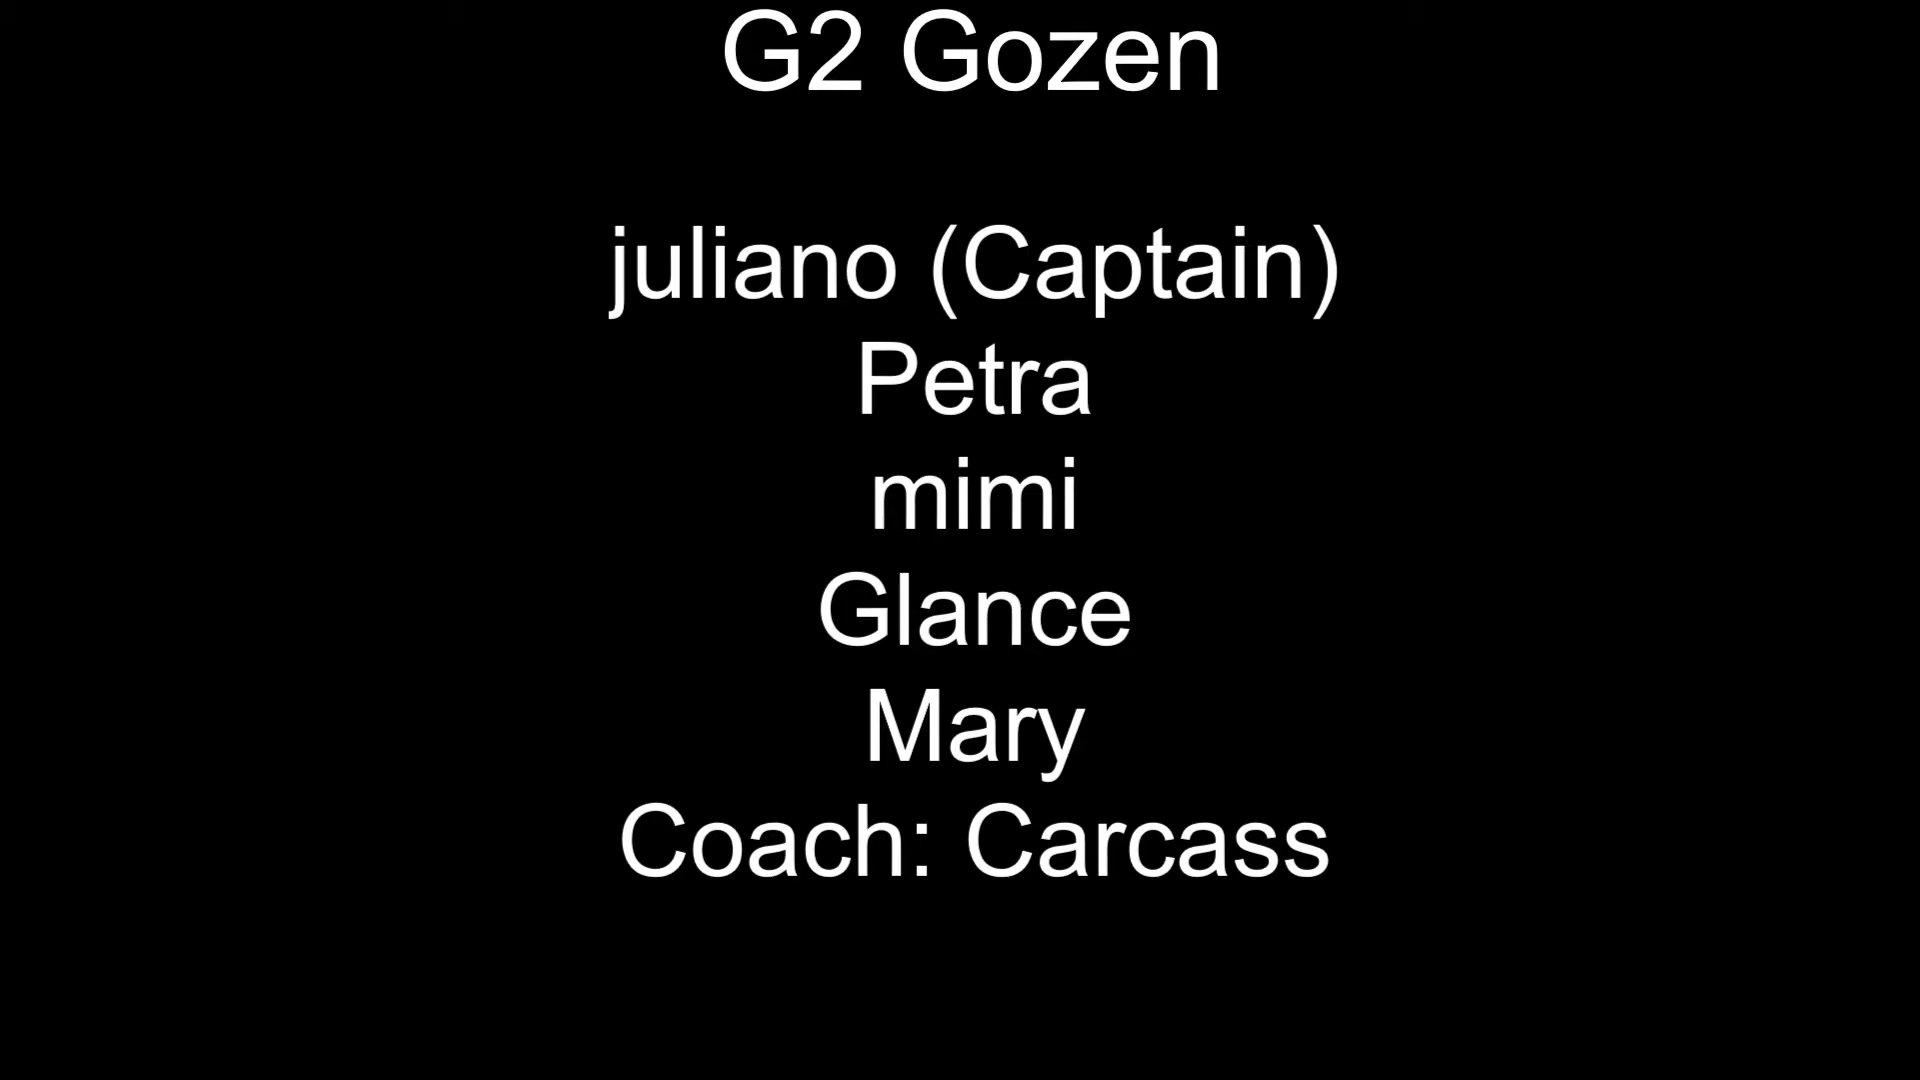 G2 Gozen
juliano (Captain)
Petra
mimi
Glance
Mary
Coach: Carcass